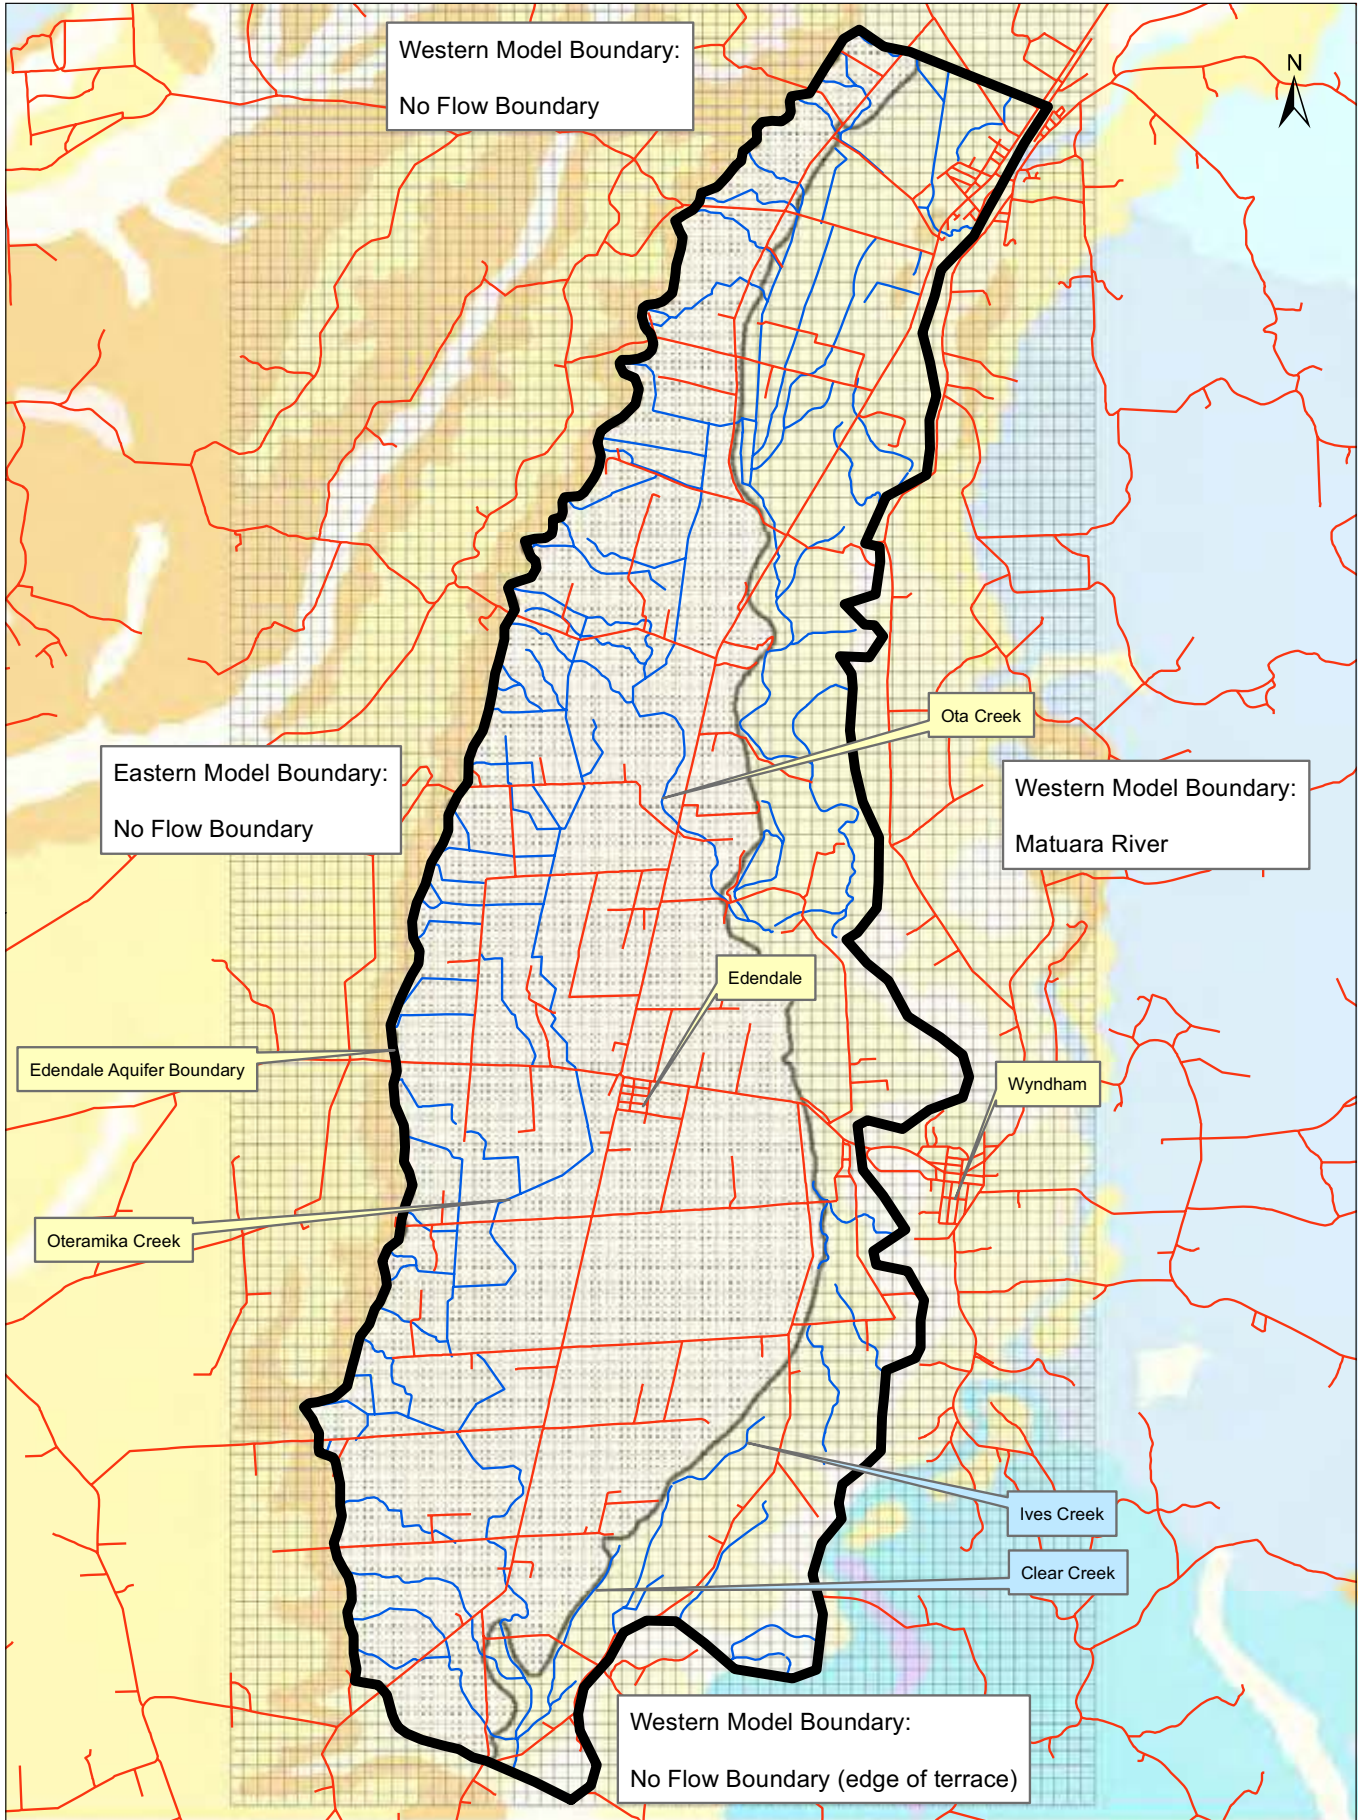 Western Model Boundary:
No Flow Boundary
N
Ota Creek
Eastern Model Boundary:
No Flow Boundary
Western Model Boundary:
Matuara River
Edendale
Edendale Aquifer Boundary
Wyndham
Oteramika Creek
Ives Creek
Clear Creek
Western Model Boundary:
No Flow Boundary (edge of terrace)